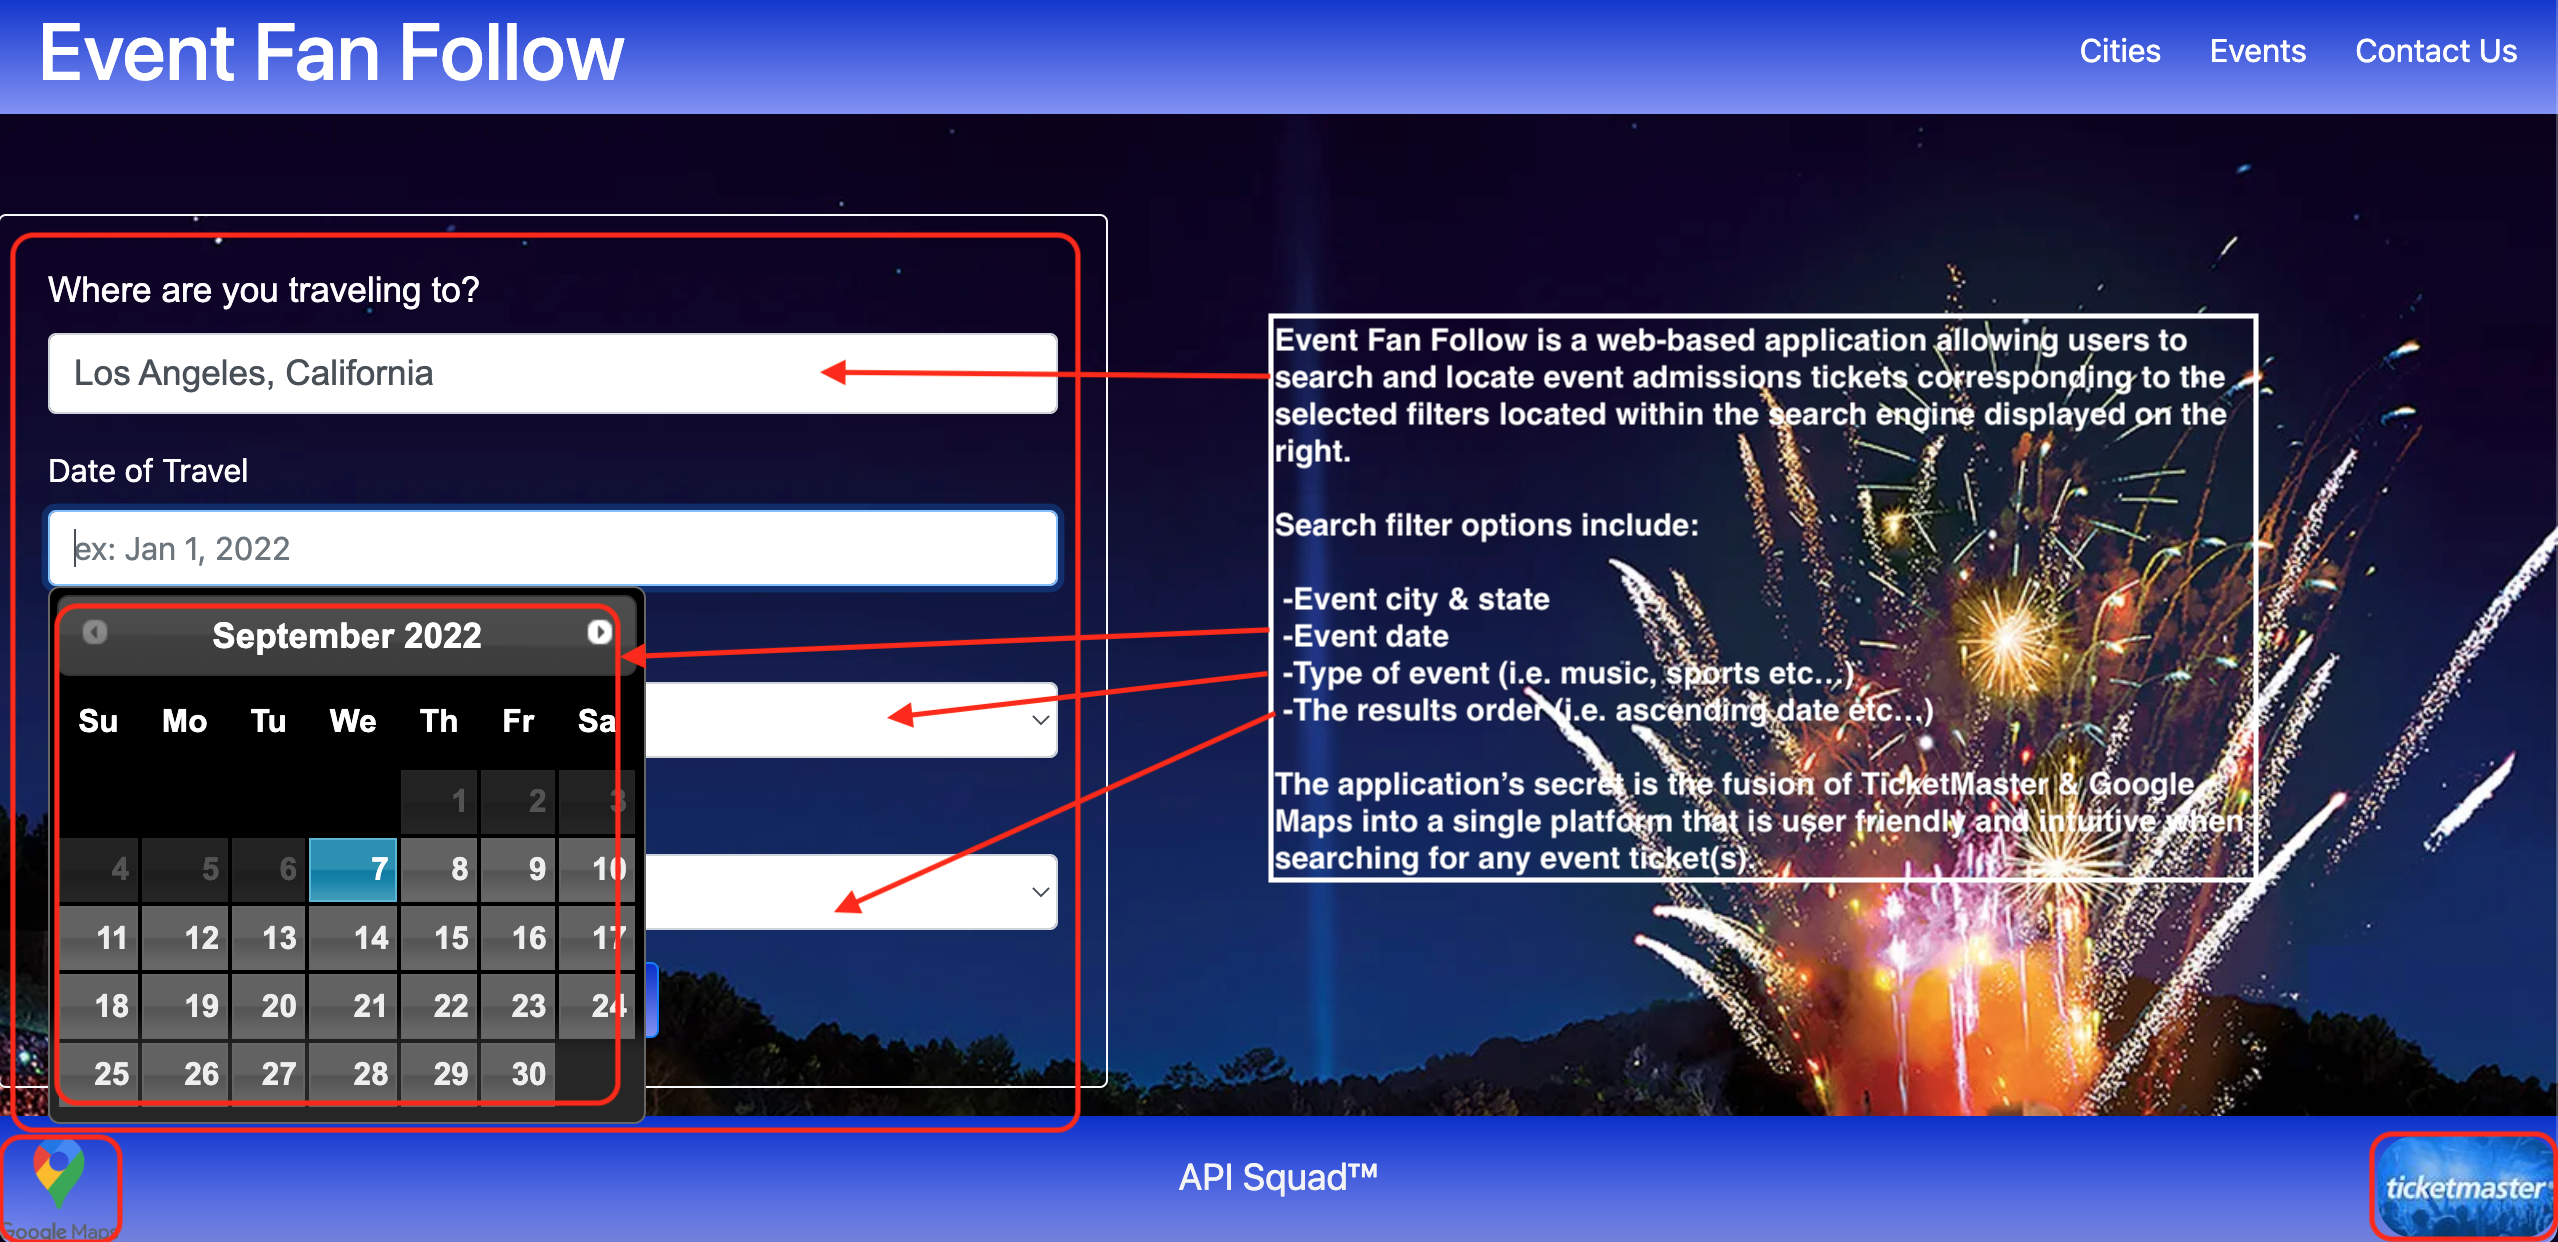 Event Fan Follow
Cities Events Contact Us
Where are you traveling to?
Los Angeles, California
Date of Travel
ex: Jan 1, 2022
September 2022
Su Mo Tu We Th Fr Sa
1 2 3
4 5 6 7 8 9 10
11 12 13 14 15 16 17
18 19 20 21 22 23 24
25 26 27 28 29 30
Event Fan Follow is a web-based application allowing users to
search and locate event admissions tickets corresponding to the
selected filters located within the search engine displayed on the
right.
Search filter options include:
-Event city & state
-Event date
-Type of event (i.e. music, sports etc...)
-The results order (i.e. ascending date etc...)
The application’s secret is the fusion of TicketMaster & Google
Maps into a single platform that is user friendly and intuitive when
searching for any event ticket(s).
Google Maps
API Squad™
ticketmaster